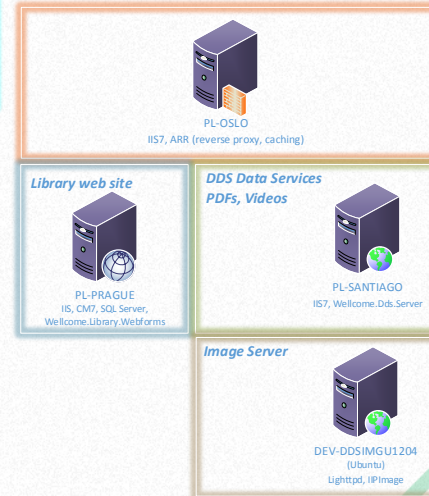 PL-OSLO
IIS7, ARR (reverse proxy, caching)
Library web site
PL-PRAGUE
IIS, CM7, SQL Server,
Wellcome.Library.Webforms
DDS Data Services
PDFs, Videos
PL-SANTIAGO
IIS7, Wellcome.Dds.Server
Image Server
DEV-DDSIMGU1204
(Ubuntu)
Lighttpd, IIPImage